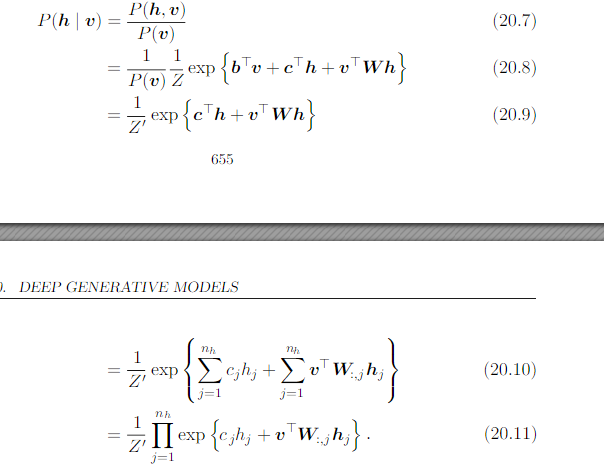 P(h | v) = P(h, v) / P(v) (20.7)
= 1/P(v) 1/Z exp { b⊤v + c⊤h + v⊤Wh } (20.8)
= 1/Z′ exp { c⊤h + v⊤Wh } (20.9)
655
0. DEEP GENERATIVE MODELS
= 1/Z′ exp { ∑_{j=1}^{n_h} c_j h_j + ∑_{j=1}^{n_h} v⊤W_{:,j} h_j } (20.10)
= 1/Z′ ∏_{j=1}^{n_h} exp { c_j h_j + v⊤W_{:,j} h_j } . (20.11)